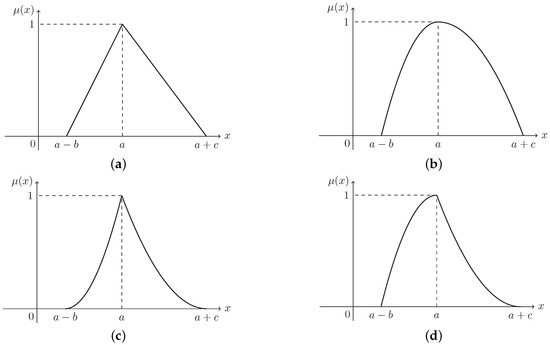 μ(x)
1
0
a − b
a
a + c
x
(a)
μ(x)
1
0
a − b
a
a + c
x
(b)
μ(x)
1
0
a − b
a
a + c
x
(c)
μ(x)
1
0
a − b
a
a + c
x
(d)